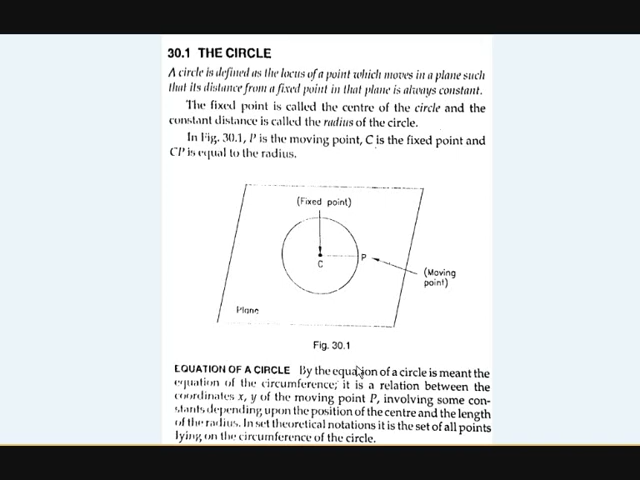 30.1 THE CIRCLE
A circle is defined as the locus of a point which moves in a plane such
that its distance from a fixed point in that plane is always constant.
The fixed point is called the centre of the circle and the
constant distance is called the radius of the circle.
In Fig. 30.1, P is the moving point, C is the fixed point and
CP is equal to the radius.
(Fixed point)
C
P
(Moving
point)
Plane
Fig. 30.1
EQUATION OF A CIRCLE By the equation of a circle is meant the
equation of the circumference; it is a relation between the
coordinates x, y of the moving point P, involving some con-
stants depending upon the position of the centre and the length
of the radius. In set theoretical notations it is the set of all points
lying on the circumference of the circle.